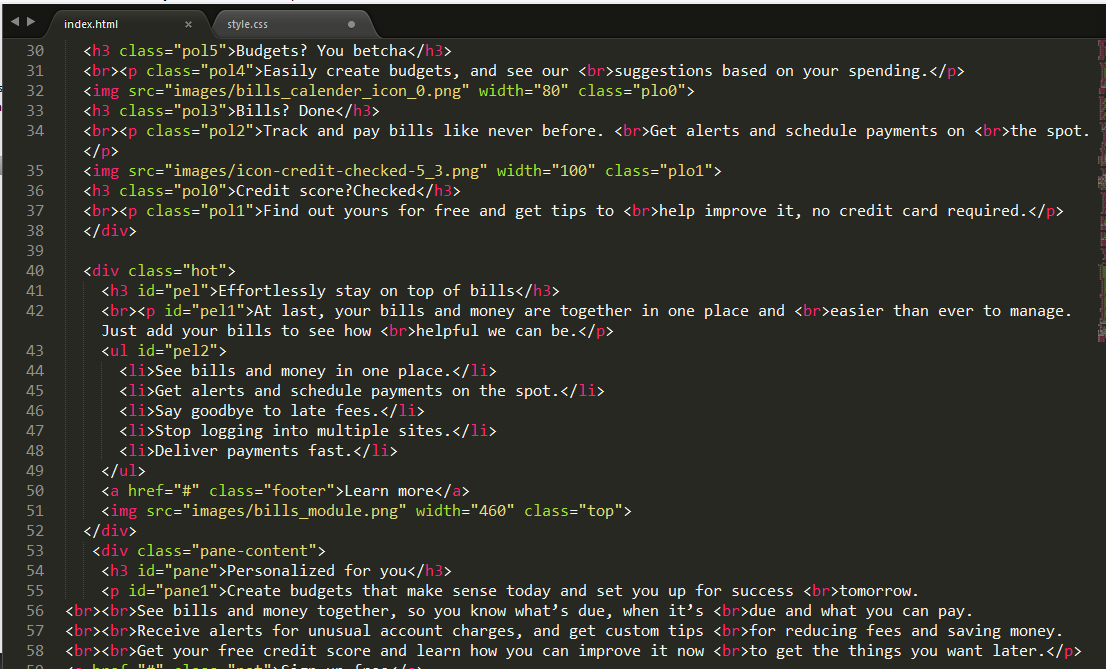 index.html × style.css
30 <h3 class="pol5">Budgets? You betcha</h3>
31 <br><p class="pol4">Easily create budgets, and see our <br>suggestions based on your spending.</p>
32 <img src="images/bills_calender_icon_0.png" width="80" class="plo0">
33 <h3 class="pol3">Bills? Done</h3>
34 <br><p class="pol2">Track and pay bills like never before. <br>Get alerts and schedule payments on <br>the spot.
</p>
35 <img src="images/icon-credit-checked-5_3.png" width="100" class="plo1">
36 <h3 class="pol0">Credit score?Checked</h3>
37 <br><p class="pol1">Find out yours for free and get tips to <br>help improve it, no credit card required.</p>
38 </div>
39
40 <div class="hot">
41 <h3 id="pel">Effortlessly stay on top of bills</h3>
42 <br><p id="pel1">At last, your bills and money are together in one place and <br>easier than ever to manage.
Just add your bills to see how <br>helpful we can be.</p>
43 <ul id="pel2">
44 <li>See bills and money in one place.</li>
45 <li>Get alerts and schedule payments on the spot.</li>
46 <li>Say goodbye to late fees.</li>
47 <li>Stop logging into multiple sites.</li>
48 <li>Deliver payments fast.</li>
49 </ul>
50 <a href="#" class="footer">Learn more</a>
51 <img src="images/bills_module.png" width="460" class="top">
52 </div>
53 <div class="pane-content">
54 <h3 id="pane">Personalized for you</h3>
55 <p id="pane1">Create budgets that make sense today and set you up for success <br>tomorrow.
56 <br><br>See bills and money together, so you know what’s due, when it’s <br>due and what you can pay.
57 <br><br>Receive alerts for unusual account charges, and get custom tips <br>for reducing fees and saving money.
58 <br><br>Get your free credit score and learn how you can improve it now <br>to get the things you want later.</p>